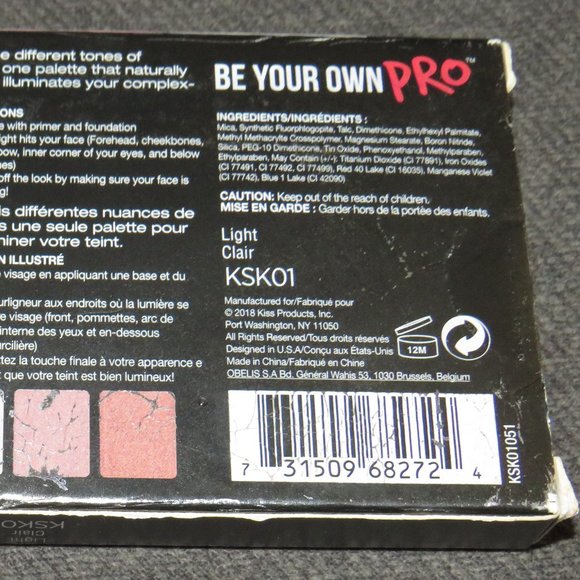 e different tones of
one palette that naturally
illuminates your complex-
ONS
e with primer and foundation
light hits your face (Forehead, cheekbones,
bow, inner corner of your eyes, and below
es)
off the look by making sure your face is
g!
is différentes nuances de
s une seule palette pour
miner votre teint.
N ILLUSTRÉ
visage en appliquant une base et du
urligneur aux endroits où la lumière se
e visage (front, pommettes, arc de
interne des yeux et en-dessous
urcilière)
tez la touche finale à votre apparence e
t que votre teint est bien lumineux!
BE YOUR OWN PRO™
INGREDIENTS/INGRÉDIENTS :
Mica, Synthetic Fluorphlogopite, Talc, Dimethicone, Ethylhexyl Palmitate,
Methyl Methacrylate Crosspolymer, Magnesium Stearate, Boron Nitride,
Silica, PEG-10 Dimethicone, Tin Oxide, Phenoxyethanol, Methylparaben,
Ethylparaben, May Contain (+/-): Titanium Dioxide (CI 77891), Iron Oxides
(CI 77491, CI 77492, CI 77499), Red 40 Lake (CI 16035), Manganese Violet
(CI 77742), Blue 1 Lake (CI 42090)
CAUTION: Keep out of the reach of children.
MISE EN GARDE : Garder hors de la portée des enfants.
Light
Clair
KSK01
Manufactured for/Fabriqué pour
© 2018 Kiss Products, Inc.
Port Washington, NY 11050
All Rights Reserved/Tous droits réservés
Designed in U.S.A/Conçu aux États-Unis
Made in China/Fabriqué en Chine
OBELIS S.A Bd. Général Wahis 53, 1030 Brussels, Belgium
12M
7 31509 68272 4
KSK01051
Light
Clair
KSK0